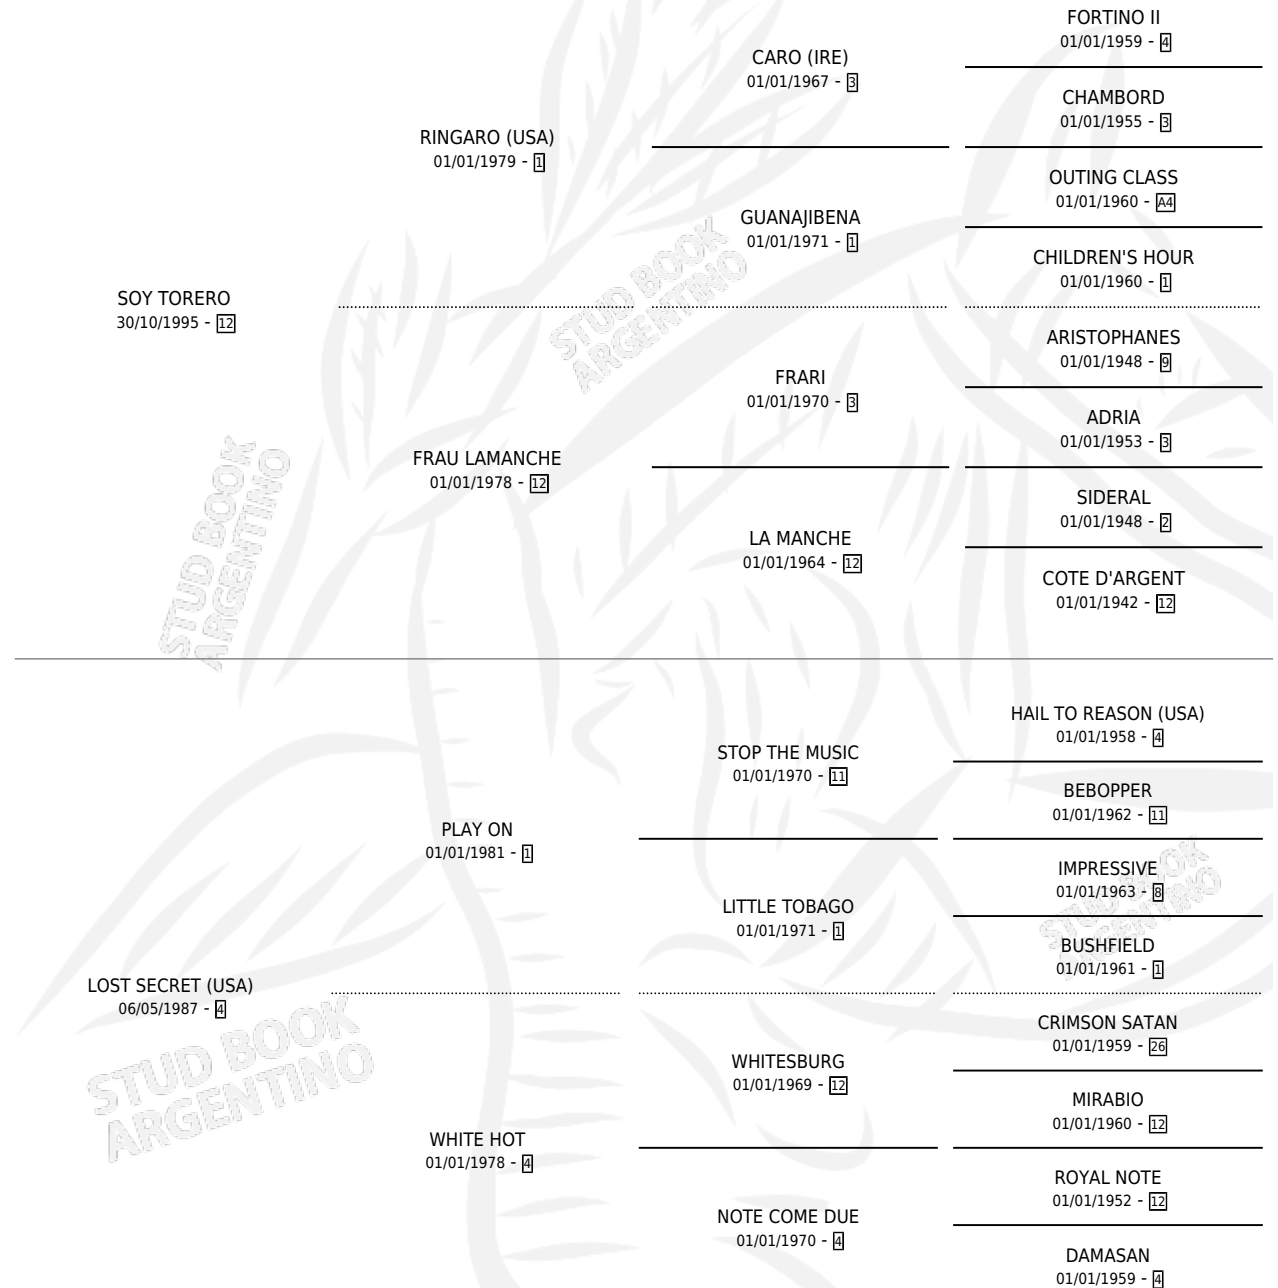 FORTINO II
01/01/1959 - 4
CARO (IRE)
01/01/1967 - 3
CHAMBORD
01/01/1955 - 3
RINGARO (USA)
01/01/1979 - 1
OUTING CLASS
01/01/1960 - A4
GUANAJIBENA
01/01/1971 - 1
CHILDREN'S HOUR
01/01/1960 - 1
SOY TORERO
30/10/1995 - 12
ARISTOPHANES
01/01/1948 - 9
FRARI
01/01/1970 - 3
ADRIA
01/01/1953 - 3
FRAU LAMANCHE
01/01/1978 - 12
SIDERAL
01/01/1948 - 2
LA MANCHE
01/01/1964 - 12
COTE D'ARGENT
01/01/1942 - 12
HAIL TO REASON (USA)
01/01/1958 - 4
STOP THE MUSIC
01/01/1970 - 11
BEBOPPER
01/01/1962 - 11
PLAY ON
01/01/1981 - 1
IMPRESSIVE
01/01/1963 - 8
LITTLE TOBAGO
01/01/1971 - 1
BUSHFIELD
01/01/1961 - 1
LOST SECRET (USA)
06/05/1987 - 4
CRIMSON SATAN
01/01/1959 - 26
WHITESBURG
01/01/1969 - 12
MIRABIO
01/01/1960 - 12
WHITE HOT
01/01/1978 - 4
ROYAL NOTE
01/01/1952 - 12
NOTE COME DUE
01/01/1970 - 4
DAMASAN
01/01/1959 - 4
STUD BOOK
ARGENTINO
STUD BOOK
ARGENTINO
STUD BOOK
ARGENTINO
STUD BOOK
ARGENTINO